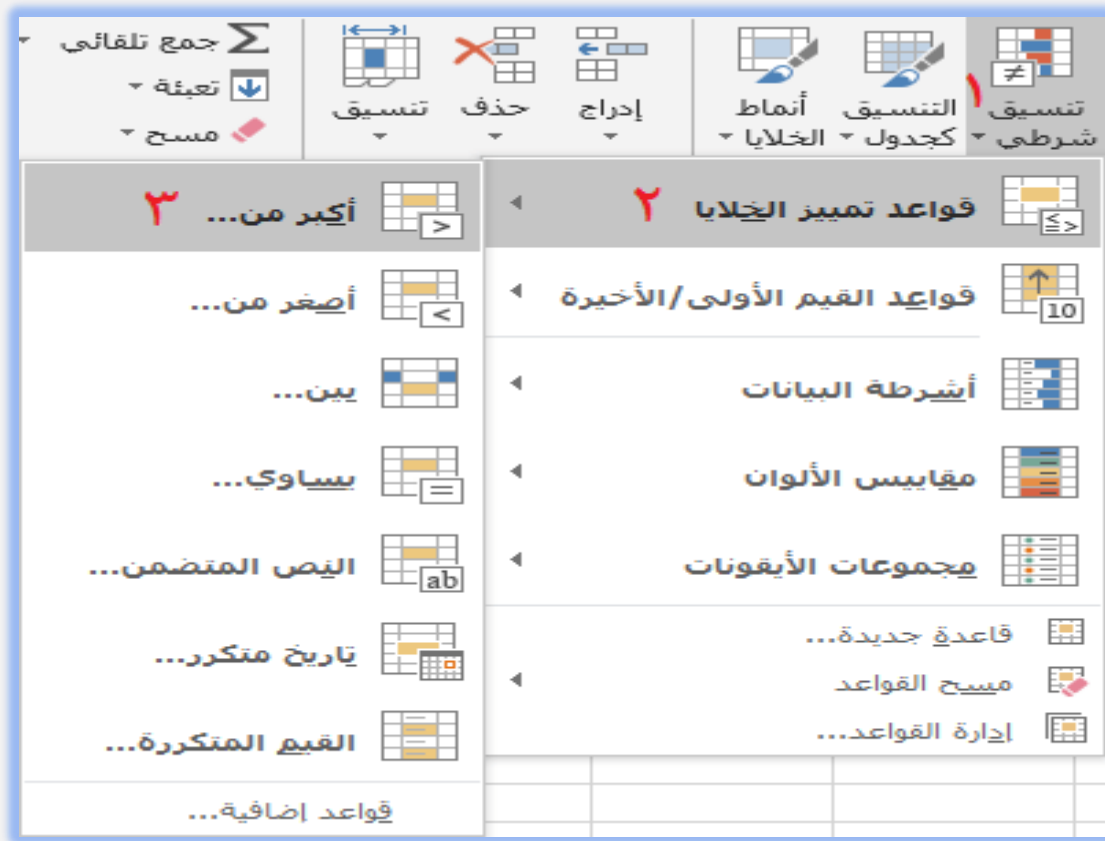 تنسيق شرطي ١
التنسيق كجدول
أنماط الخلايا
إدراج
حذف
تنسيق
جمع تلقائي
تعبئة
مسح
قواعد تمييز الخلايا ٢
قواعد القيم الأولى/الأخيرة
10
أشرطة البيانات
مقاييس الألوان
مجموعات الأيقونات
قاعدة جديدة...
مسح القواعد
إدارة القواعد...
أكبر من... ٣
أصغر من...
بين...
يساوي...
النص المتضمن...
ab
تاريخ متكرر...
القيم المتكررة...
قواعد إضافية...